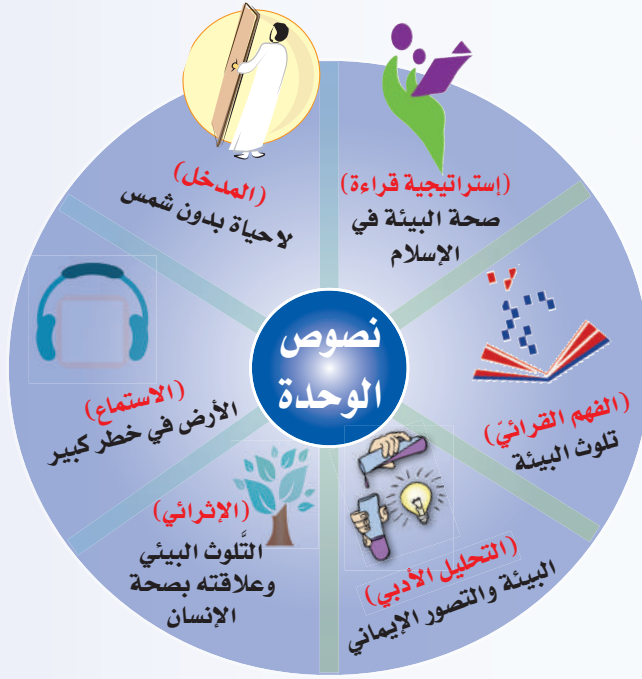 نصوص
الوحدة
(المدخل)
لاحياة بدون شمس
(إستراتيجية قراءة)
صحة البيئة في
الإسلام
(الفهم القرائيّ)
تلوث البيئة
(التحليل الأدبي)
البيئة والتصور الإيماني
(الإثرائي)
التَّلوث البيئي
وعلاقته بصحة
الإنسان
(الاستماع)
الأرض في خطر كبير